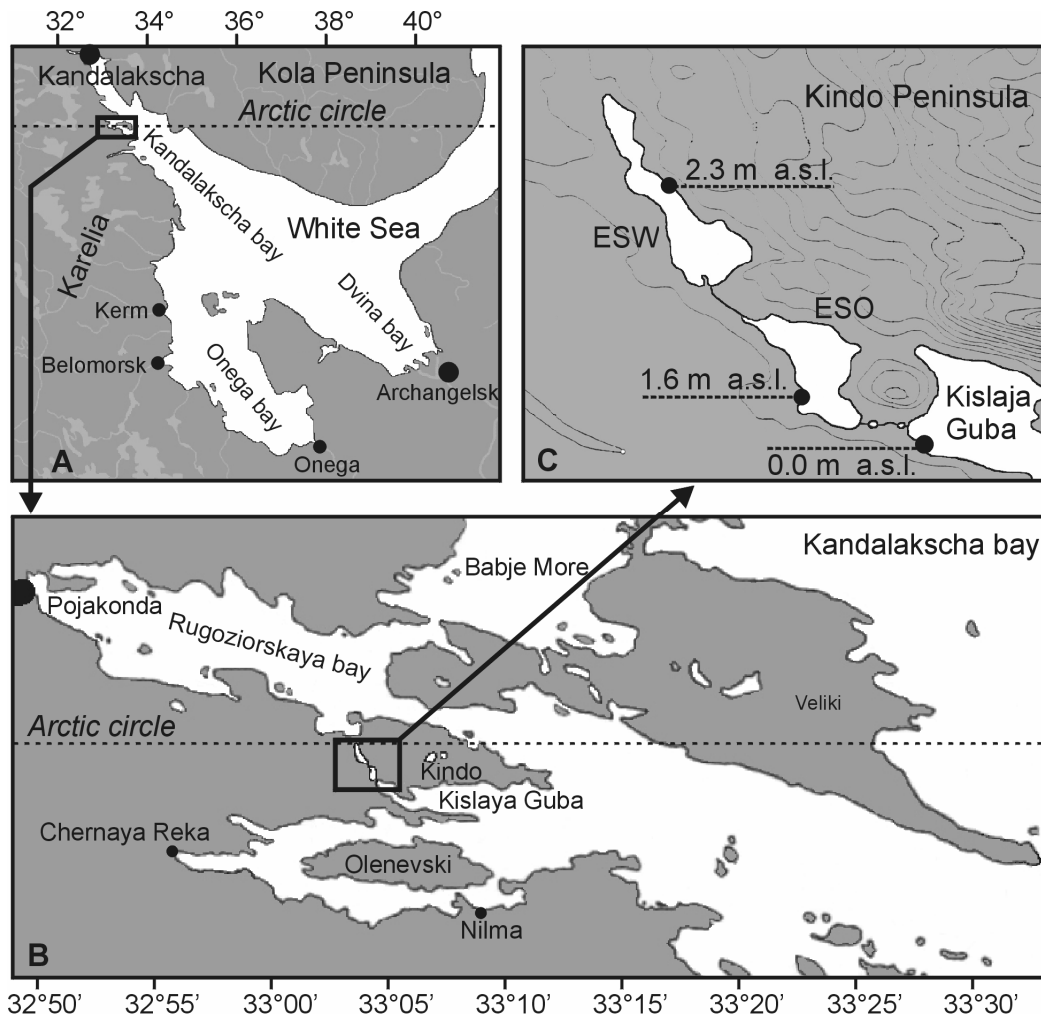 32° 34° 36° 38° 40°
Kandalakscha
Kola Peninsula
Arctic circle
Kandalakscha bay
White Sea
Karelia
Dvina bay
Kerm
Onega bay
Belomorsk
Archangelsk
A
Onega
Kindo Peninsula
2.3 m a.s.l.
ESW
ESO
1.6 m a.s.l.
Kislaja
Guba
C
0.0 m a.s.l.
Kandalakscha bay
Babje More
Pojakonda
Rugoziorskaya bay
Veliki
Arctic circle
Kindo
Kislaya Guba
Chernaya Reka
Olenevski
Nilma
B
32°50' 32°55' 33°00' 33°05' 33°10' 33°15' 33°20' 33°25' 33°30'